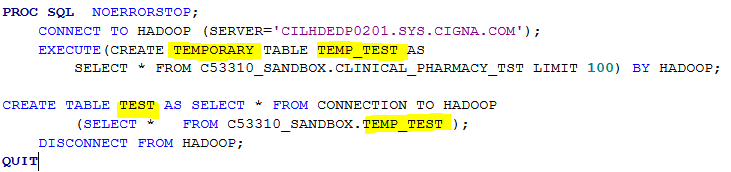 PROC SQL  NOERRORSTOP;
CONNECT TO HADOOP (SERVER='CILHDEDP0201.SYS.CIGNA.COM');
EXECUTE(CREATE TEMPORARY TABLE TEMP_TEST AS
SELECT * FROM C53310_SANDBOX.CLINICAL_PHARMACY_TST LIMIT 100) BY HADOOP;
CREATE TABLE TEST AS SELECT * FROM CONNECTION TO HADOOP
(SELECT *   FROM C53310_SANDBOX.TEMP_TEST );
DISCONNECT FROM HADOOP;
QUIT